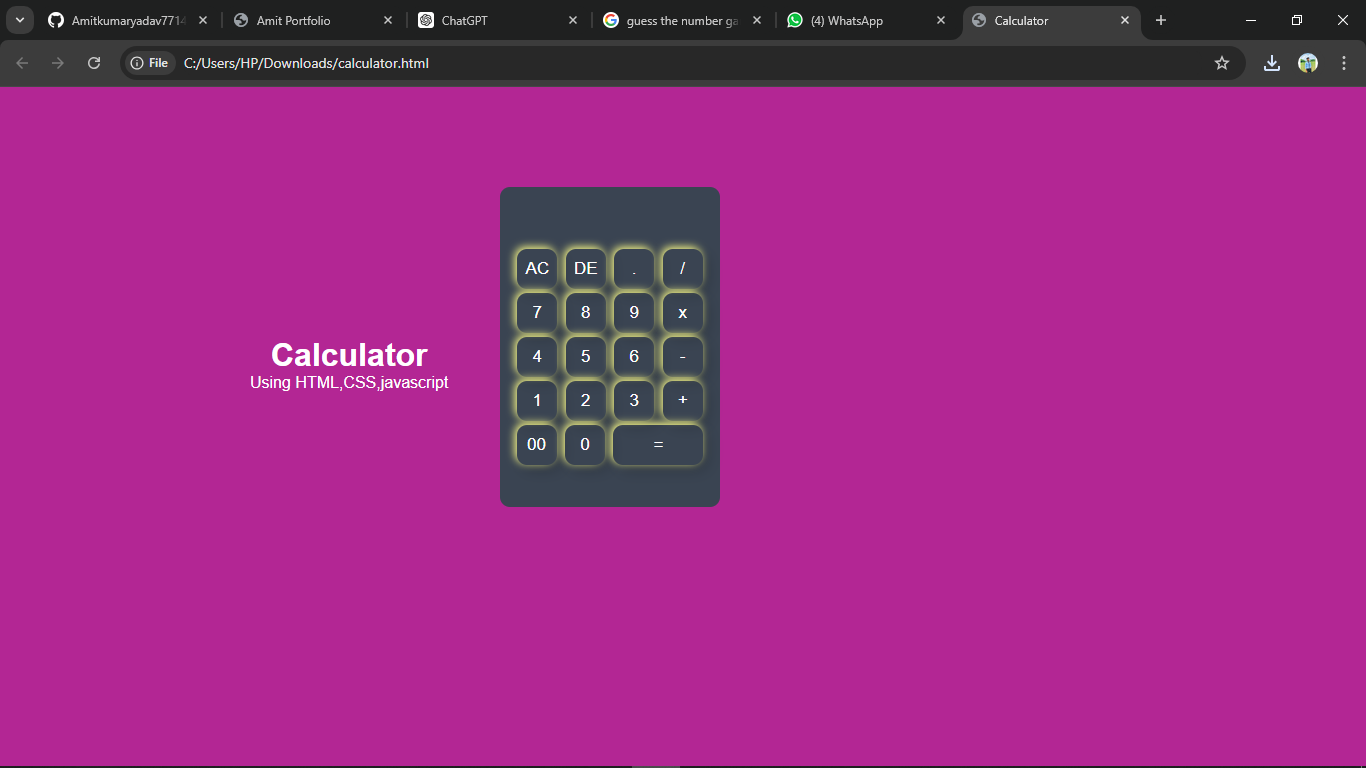 Amitkumaryadav7714
Amit Portfolio
ChatGPT
guess the number ga
(4) WhatsApp
Calculator
File
C:/Users/HP/Downloads/calculator.html
AC DE . /
7 8 9 x
4 5 6 -
1 2 3 +
00 0 =
Calculator
Using HTML,CSS,javascript